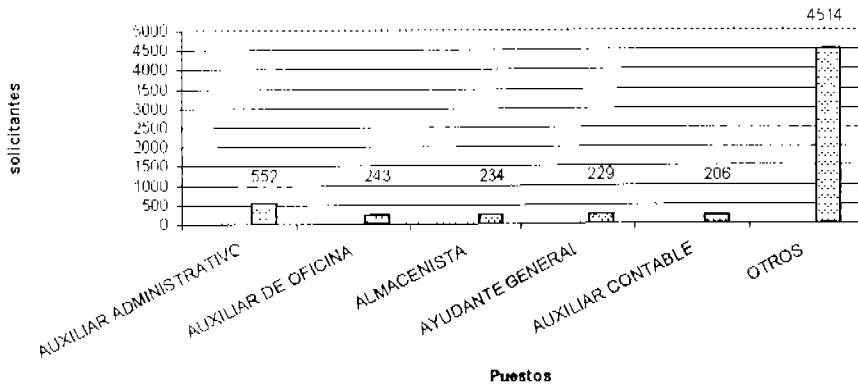 4514
5000
4500
4000
3500
3000
2500
2000
1500
1000
500
0
solicitantes
552
243
234
229
206
AUXILIAR ADMINISTRATIVO
AUXILIAR DE OFICINA
ALMACENISTA
AYUDANTE GENERAL
AUXILIAR CONTABLE
OTROS
Puestos